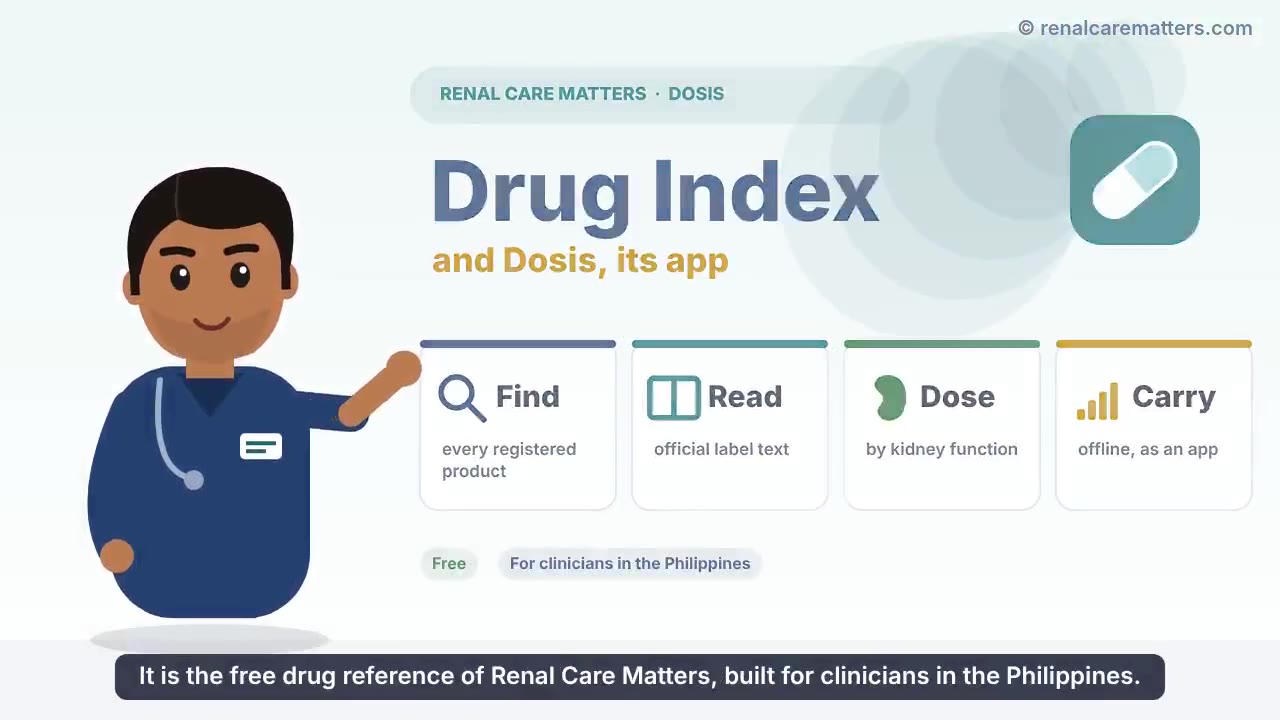 © renalcarematters.com
RENAL CARE MATTERS · DOSIS
Drug Index
and Dosis, its app
Find
every registered
product
Read
official label text
Dose
by kidney function
Carry
offline, as an app
Free
For clinicians in the Philippines
It is the free drug reference of Renal Care Matters, built for clinicians in the Philippines.